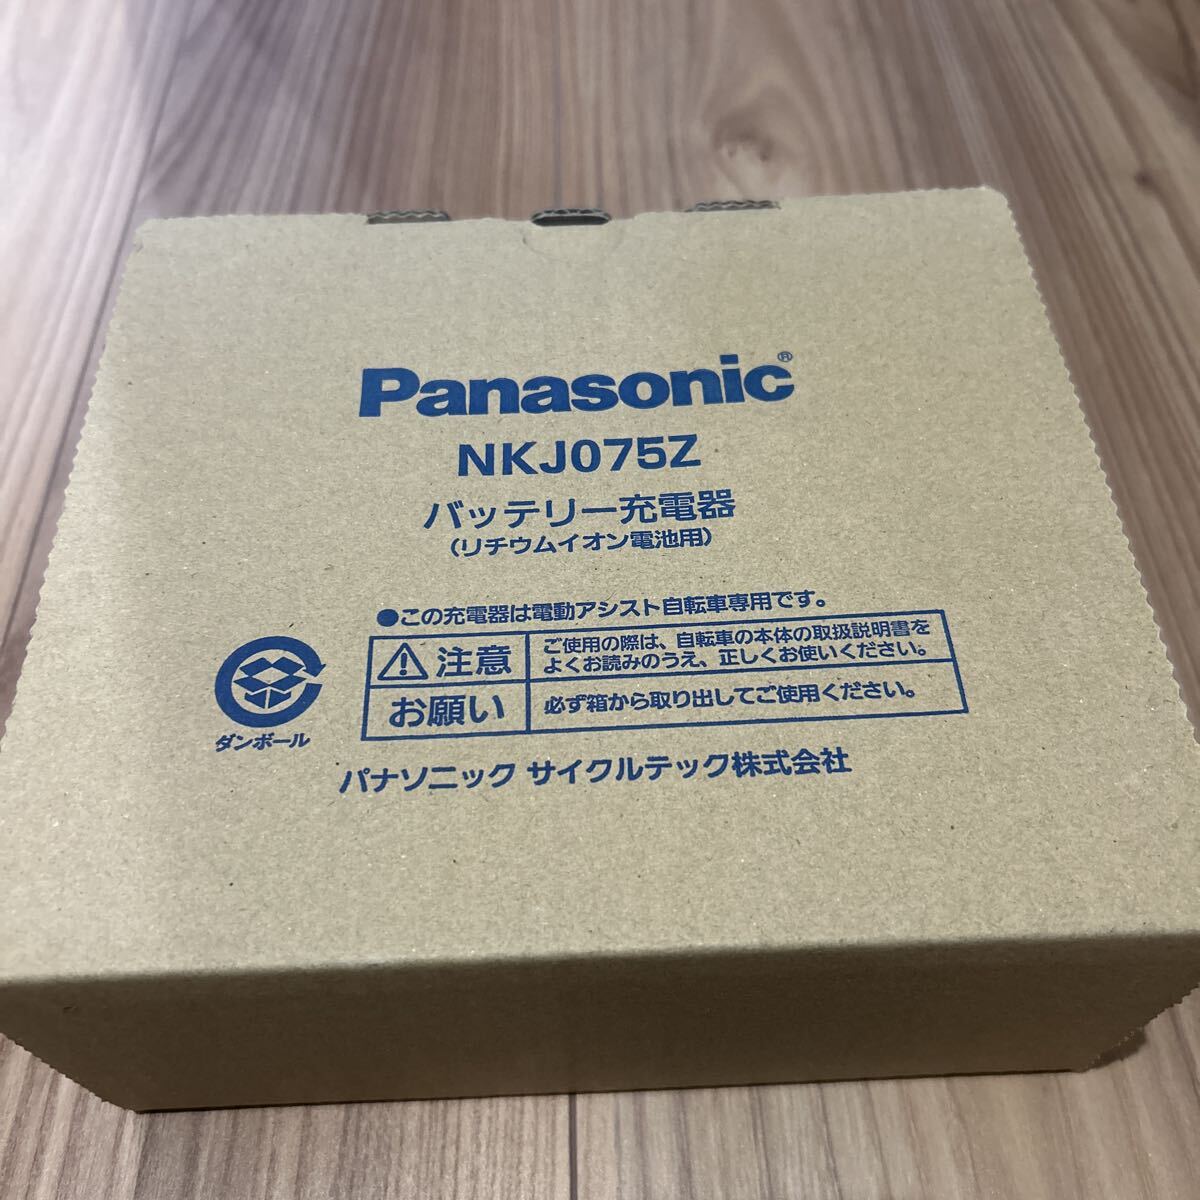 Panasonic®
NKJ075Z
バッテリー充電器
(リチウムイオン電池用)
●この充電器は電動アシスト自転車専用です。
注意
ご使用の際は、自転車の本体の取扱説明書を
よくお読みのうえ、正しくお使いください。
お願い
必ず箱から取り出してご使用ください。
ダンボール
パナソニック サイクルテック株式会社